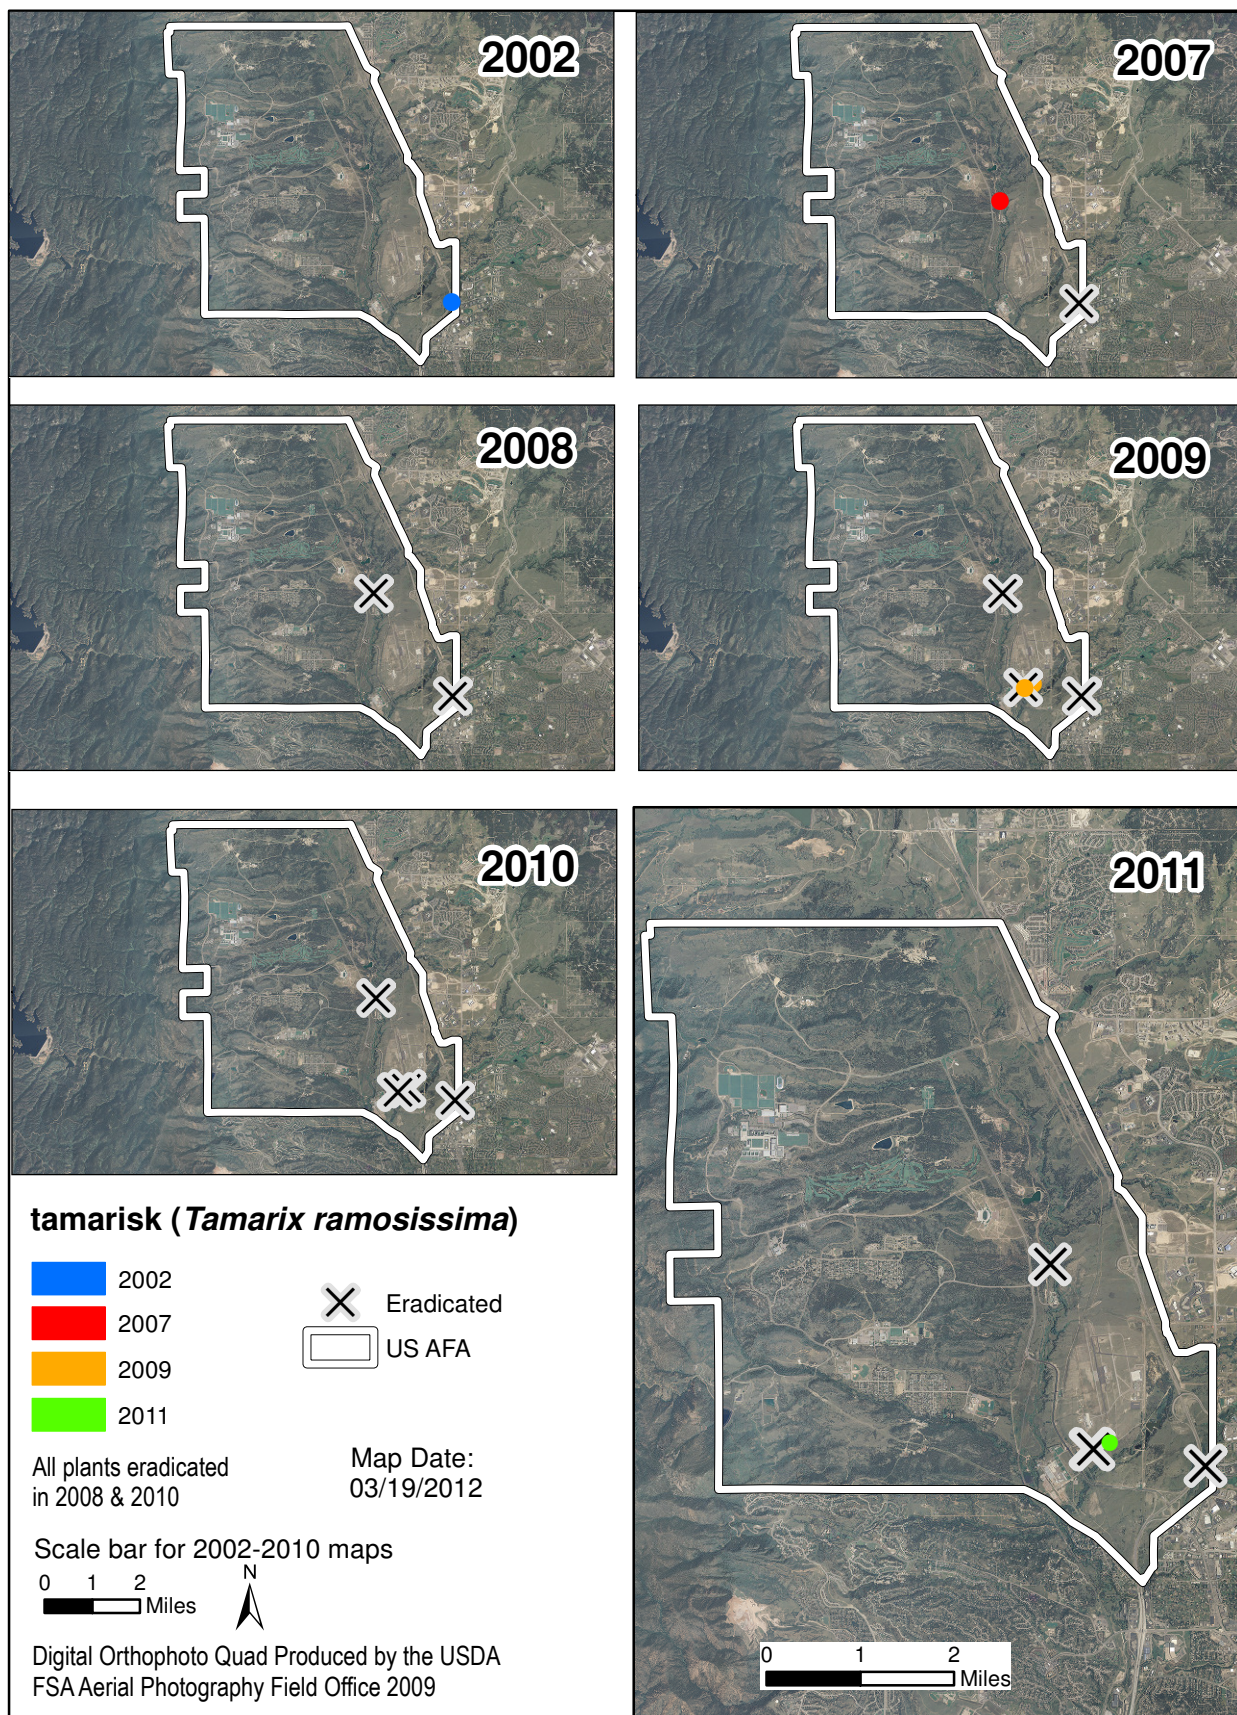 2002
2007
2008
2009
2010
2011
tamarisk (Tamarix ramosissima)
2002
2007
2009
2011
Eradicated
US AFA
All plants eradicated
in 2008 & 2010
Map Date:
03/19/2012
Scale bar for 2002-2010 maps
N
0 1 2
Miles
Digital Orthophoto Quad Produced by the USDA
FSA Aerial Photography Field Office 2009
0 1 2
Miles